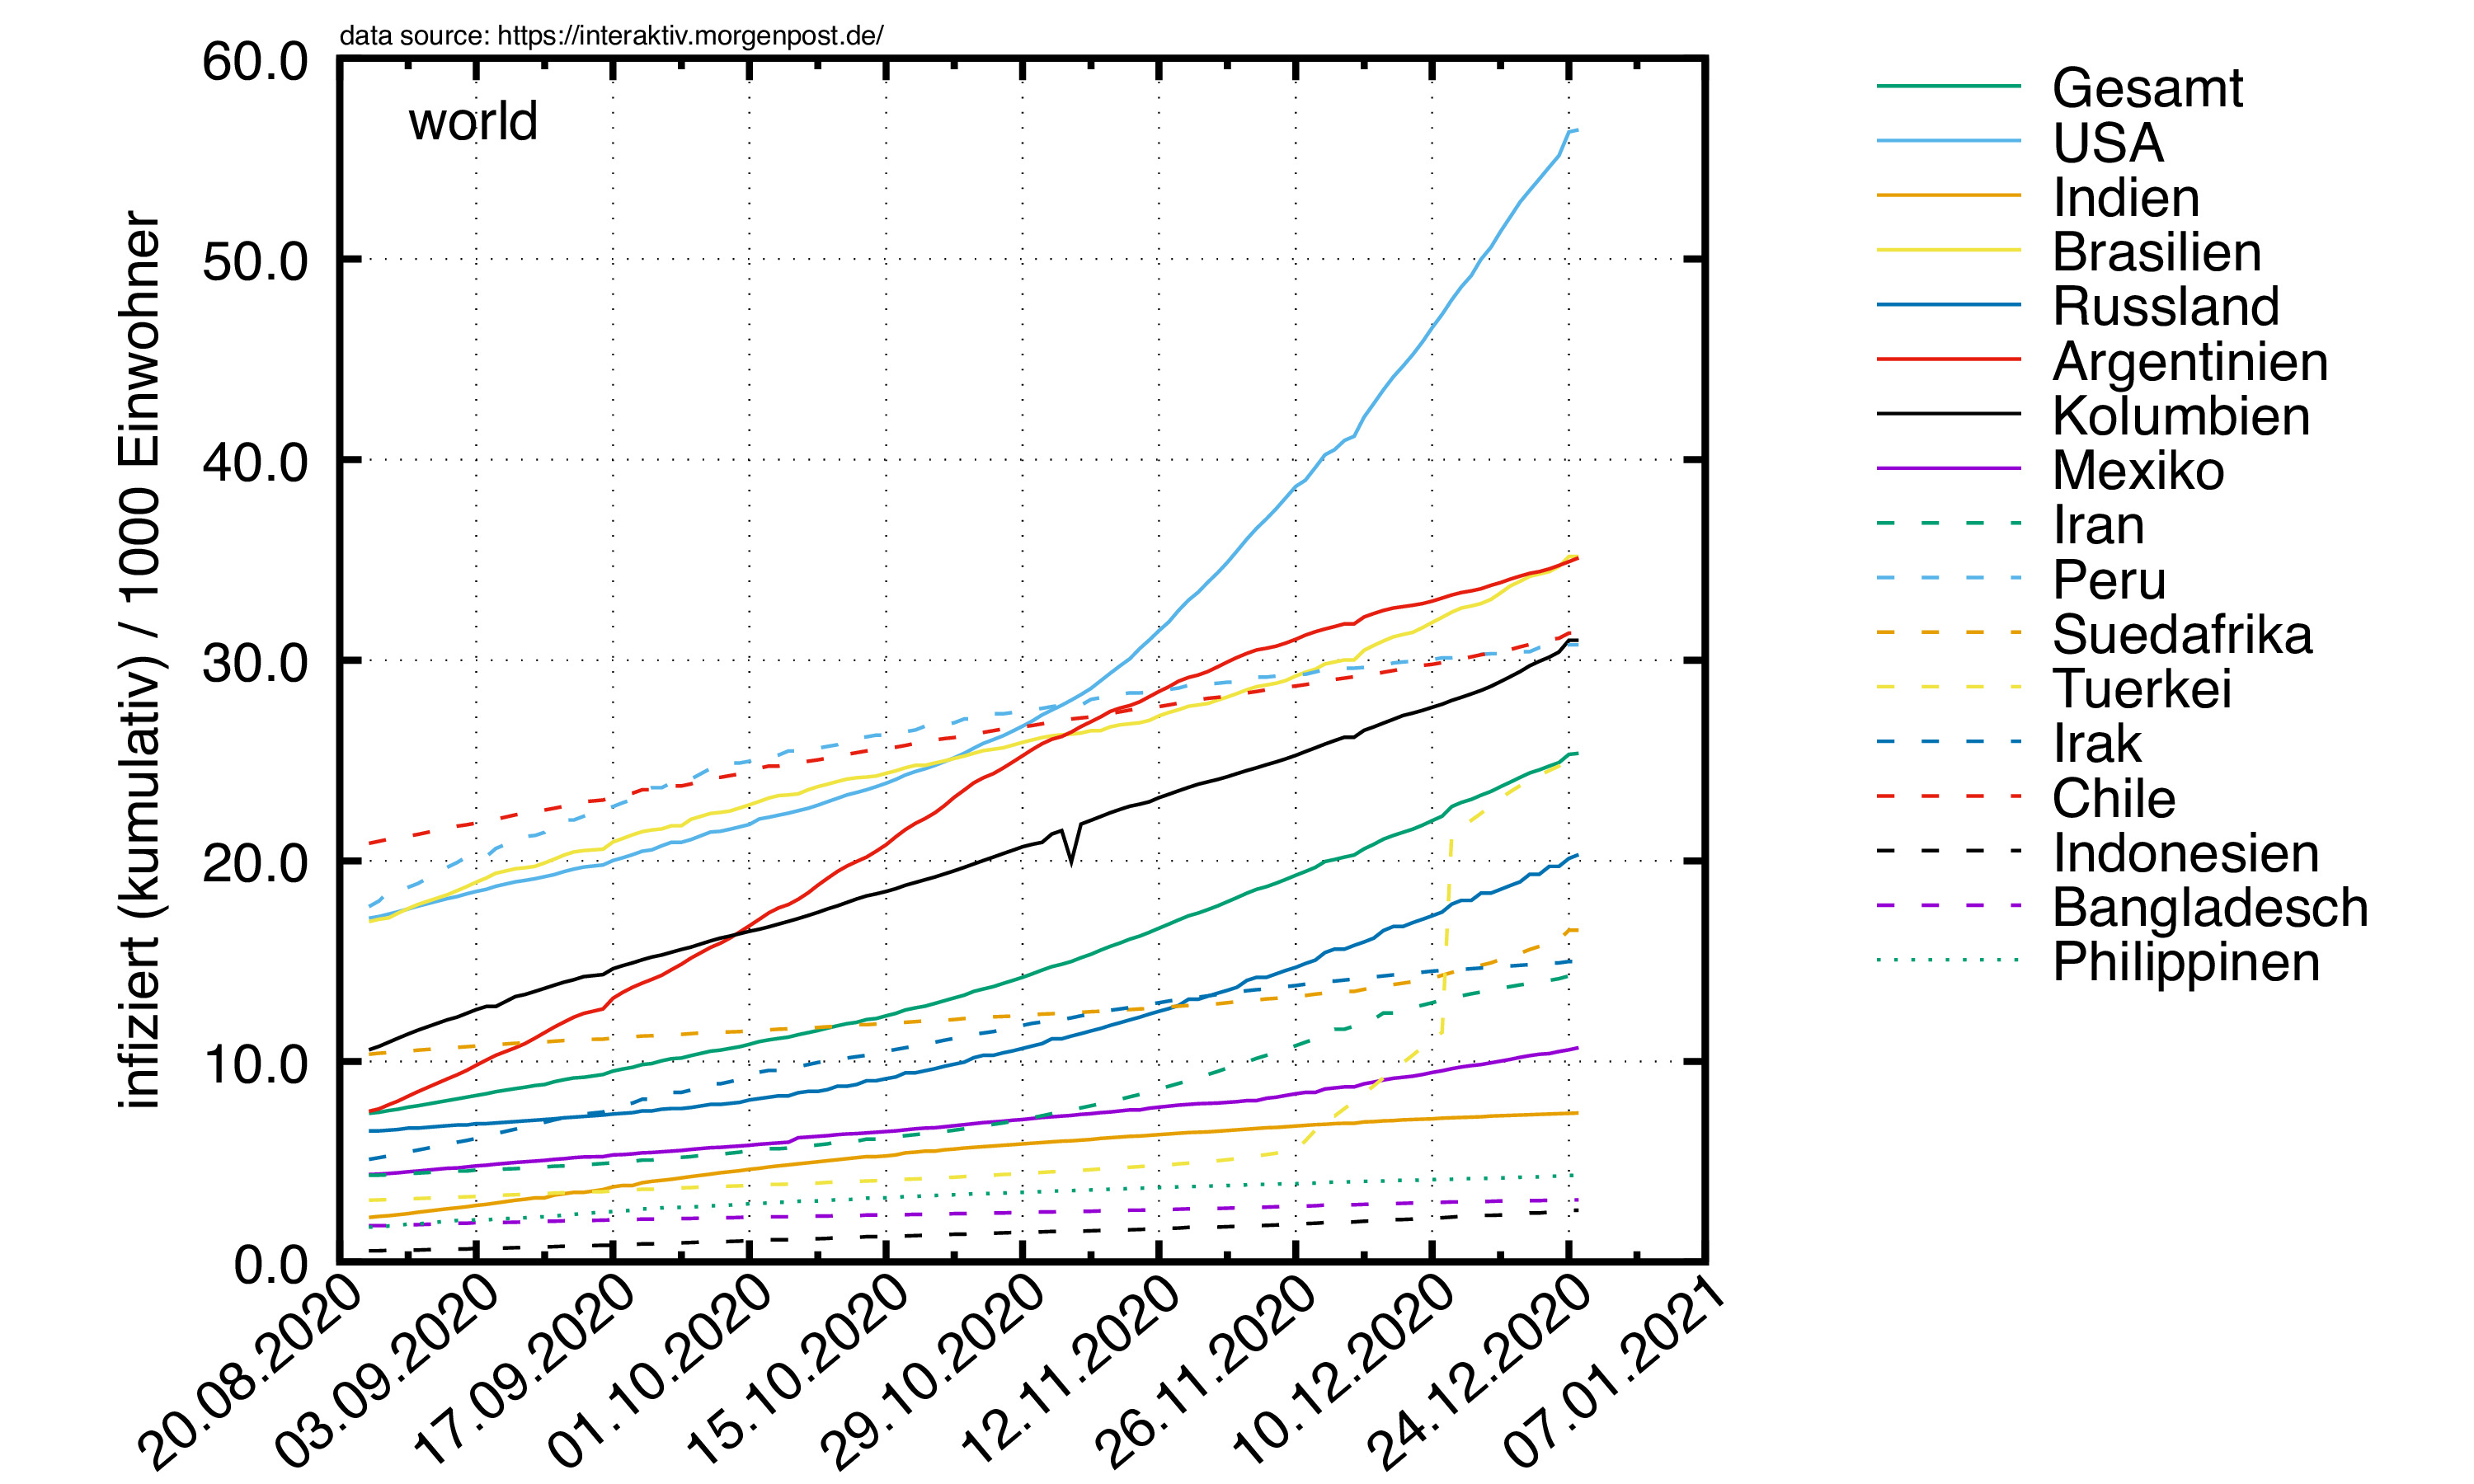 data source: https://interaktiv.morgenpost.de/
world
infiziert (kumulativ) / 1000 Einwohner
60.0
50.0
40.0
30.0
20.0
10.0
0.0
20.08.2020
03.09.2020
17.09.2020
01.10.2020
15.10.2020
29.10.2020
12.11.2020
26.11.2020
10.12.2020
24.12.2020
07.01.2021
Gesamt
USA
Indien
Brasilien
Russland
Argentinien
Kolumbien
Mexiko
Iran
Peru
Suedafrika
Tuerkei
Irak
Chile
Indonesien
Bangladesch
Philippinen